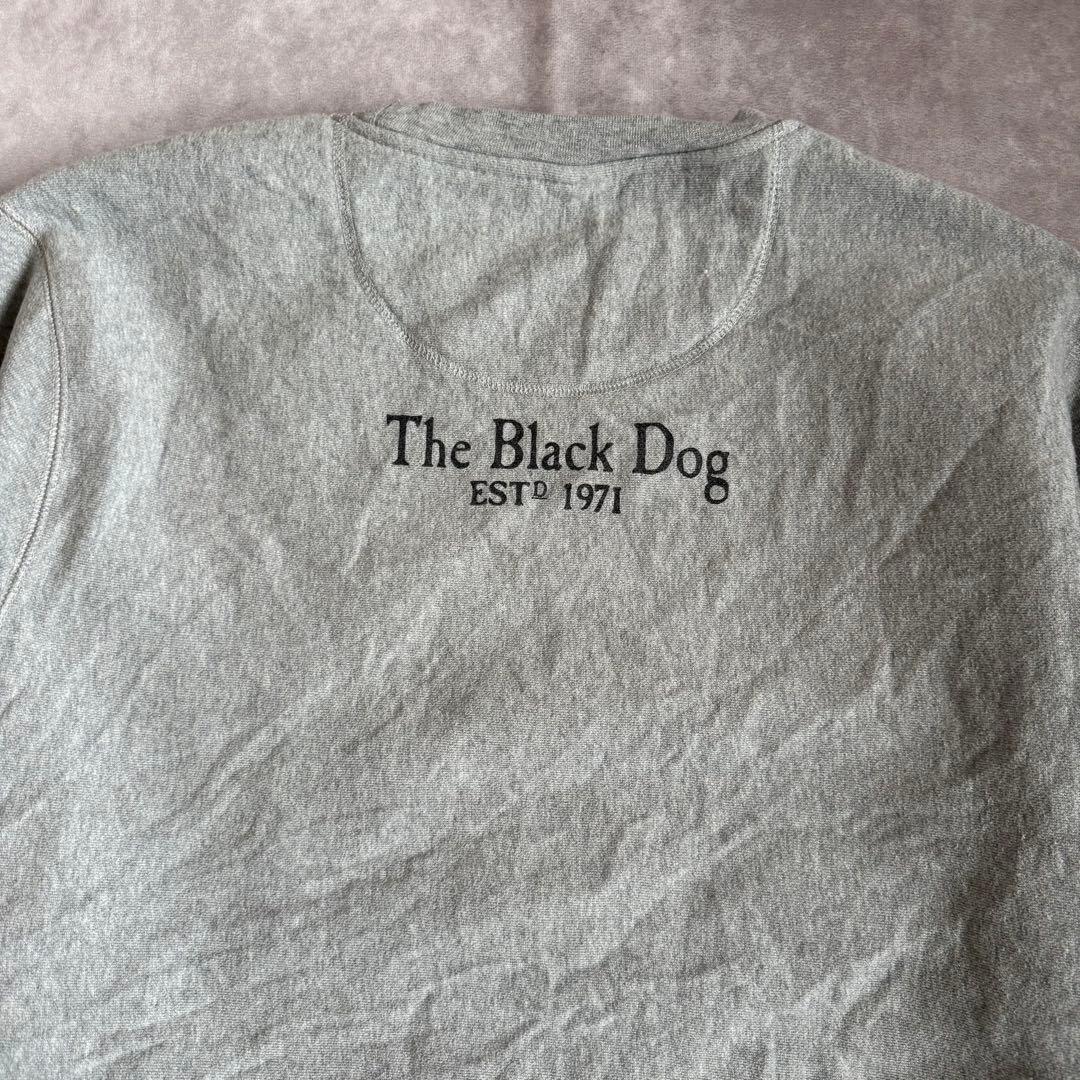 The Black Dog
ESTD 1971